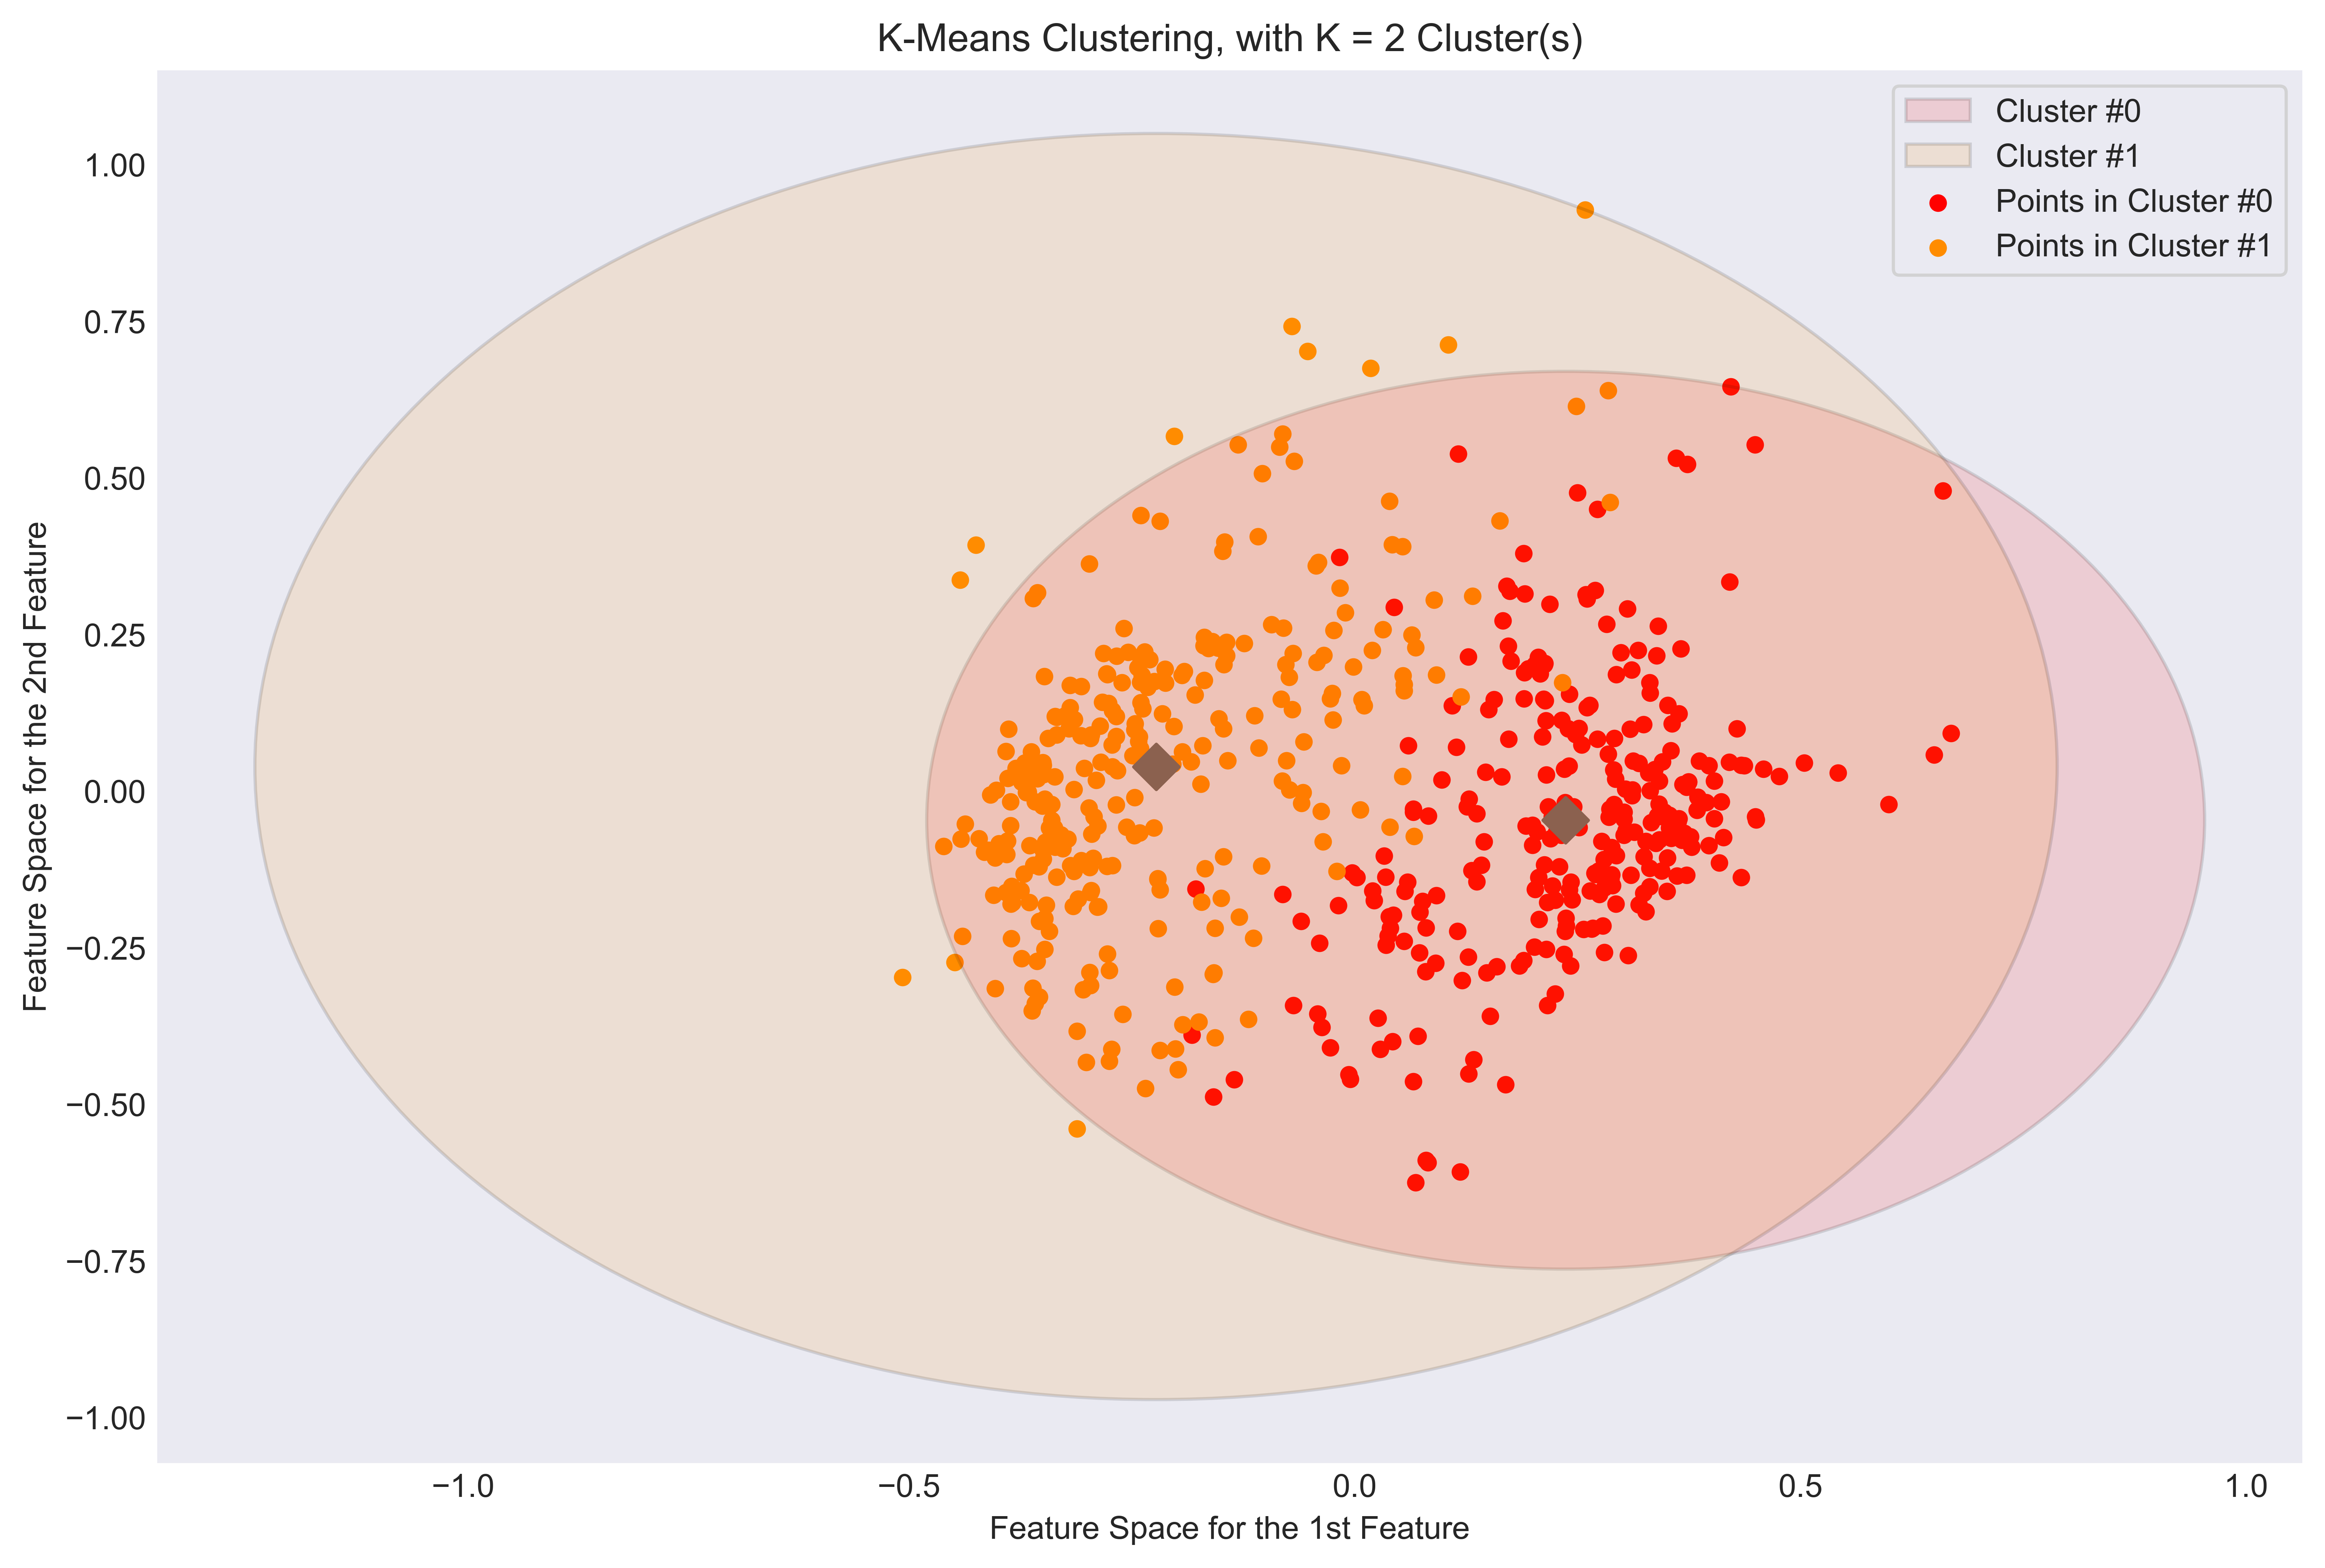 K-Means Clustering, with K = 2 Cluster(s)
Cluster #0
Cluster #1
Points in Cluster #0
Points in Cluster #1
1.00
0.75
0.50
0.25
0.00
−0.25
−0.50
−0.75
−1.00
Feature Space for the 2nd Feature
−1.0
−0.5
0.0
0.5
1.0
Feature Space for the 1st Feature